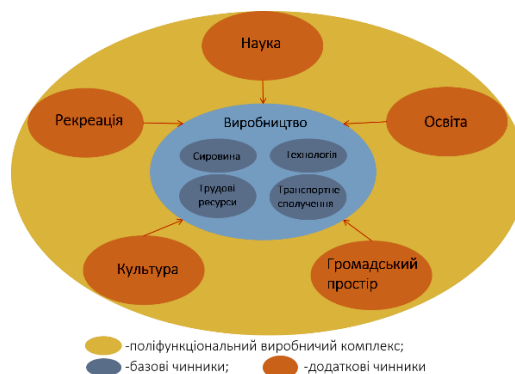 Наука
Рекреація
Освіта
Виробництво
Сировина
Технологія
Трудові
ресурси
Транспортне
сполучення
Культура
Громадський
простір
-поліфункціональний виробничий комплекс;
-базові чинники;
-додаткові чинники